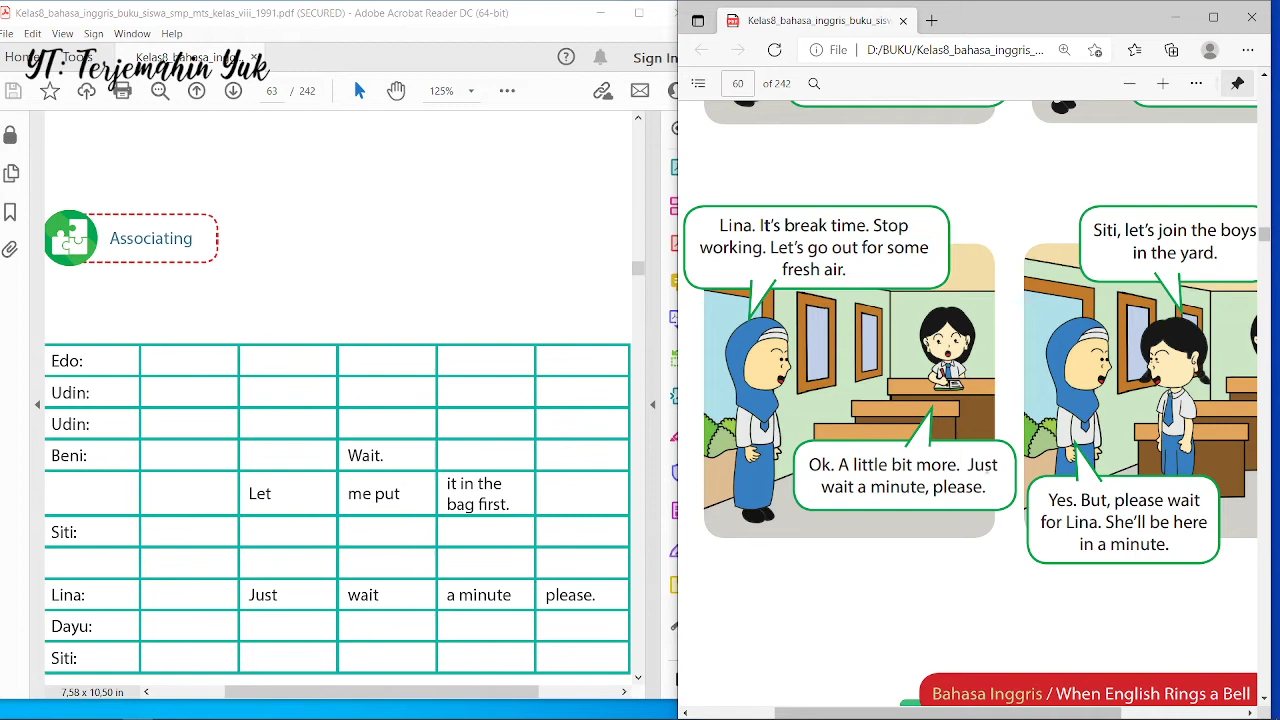 Kelas8_bahasa_inggris_buku_siswa_smp_mts_kelas_viii_1991.pdf (SECURED) - Adobe Acrobat Reader DC (64-bit)
File Edit View Sign Window Help
Home Tools Kelas8_bahasa_ingg...
Sign In
YT: Terjemahin Yuk
63 / 242
125%
Associating
Edo:
Udin:
Udin:
Beni: Wait.
Let me put it in the bag first.
Siti:
Lina: Just wait a minute please.
Dayu:
Siti:
7,58 x 10,50 in
Kelas8_bahasa_inggris_buku_sisw
File D:/BUKU/Kelas8_bahasa_inggris_...
60 of 242
Lina. It's break time. Stop
working. Let's go out for some
fresh air.
Ok. A little bit more. Just
wait a minute, please.
Siti, let's join the boys
in the yard.
Yes. But, please wait
for Lina. She'll be here
in a minute.
Bahasa Inggris / When English Rings a Bell